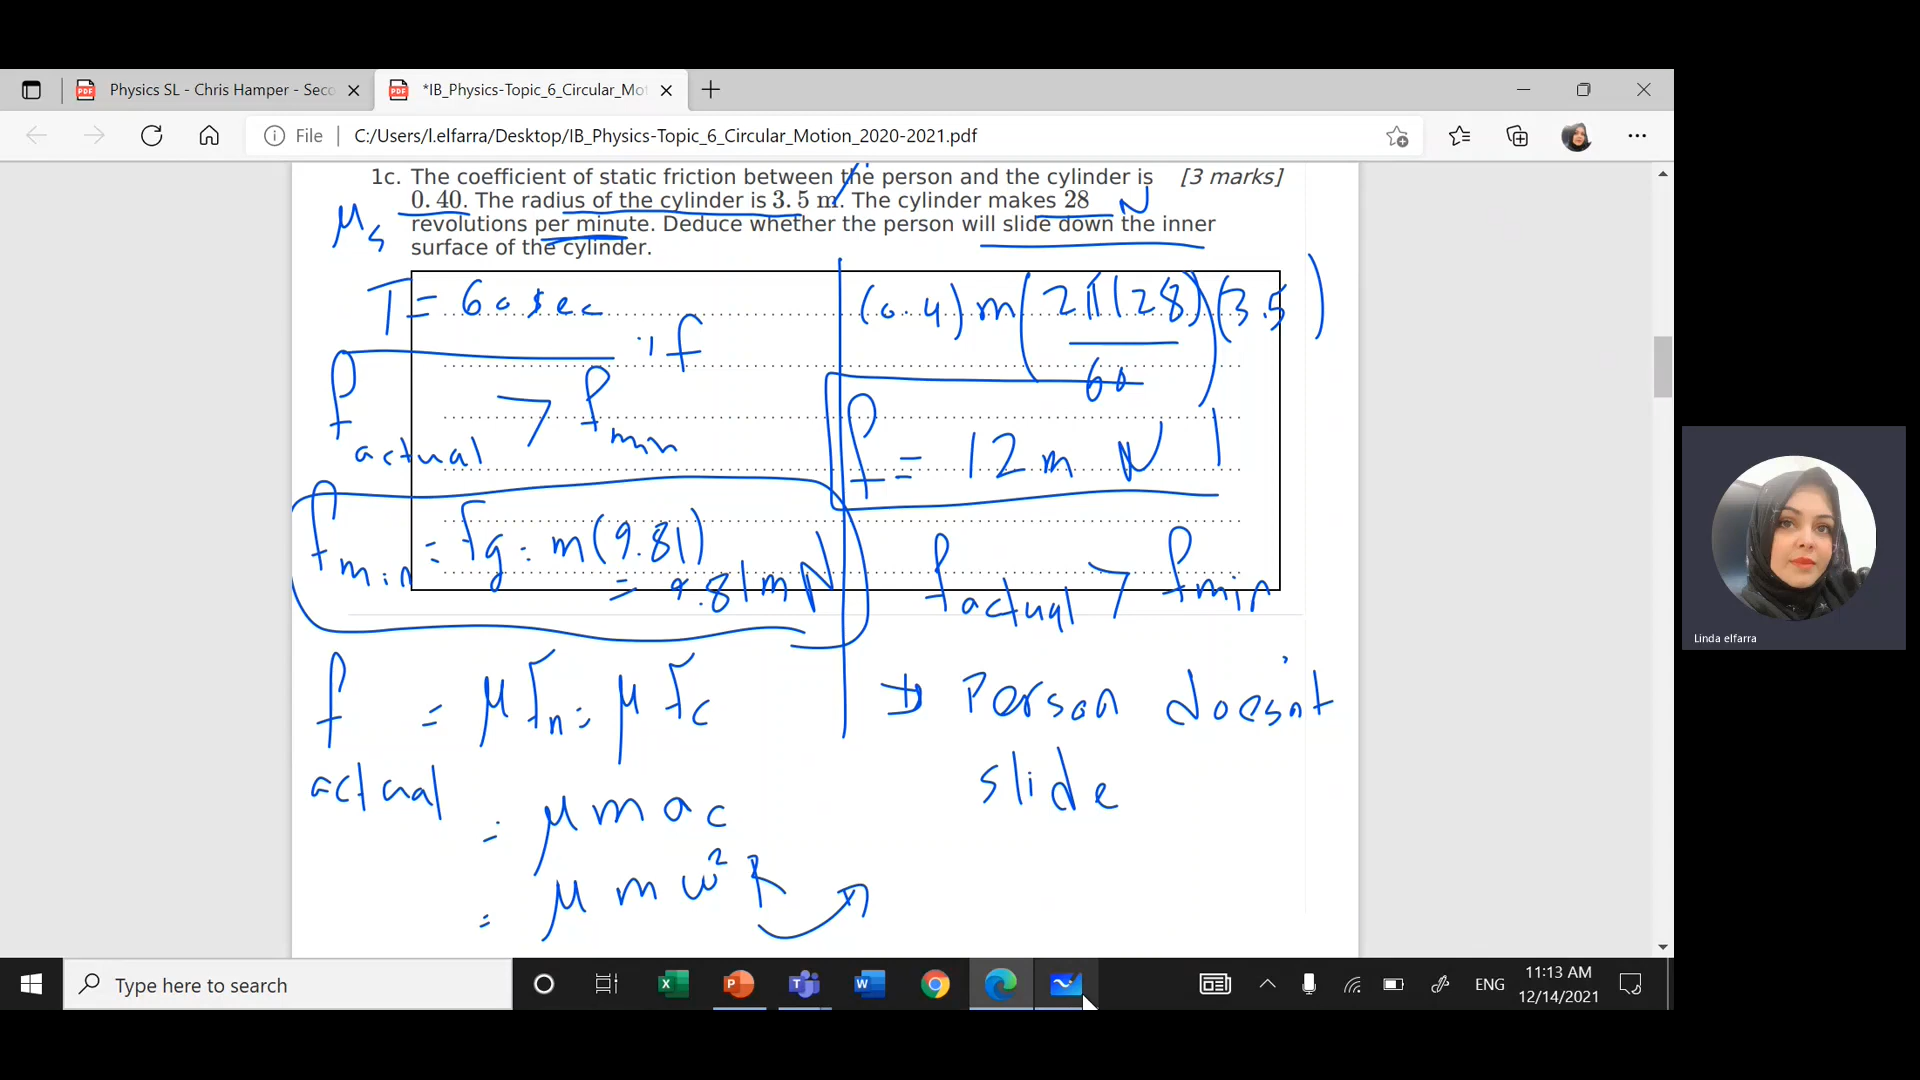 Physics SL - Chris Hamper - Seco
*IB_Physics-Topic_6_Circular_Mo
File | C:/Users/l.elfarra/Desktop/IB_Physics-Topic_6_Circular_Motion_2020-2021.pdf
1c. The coefficient of static friction between the person and the cylinder is [3 marks]
0.40. The radius of the cylinder is 3.5 m. The cylinder makes 28
revolutions per minute. Deduce whether the person will slide down the inner
surface of the cylinder.
μs
N
T = 60 sec
if
f actual > f min
f min = Fg = m(9.81)
= 9.81 m N
f actual = μ Fn = μ Fc
= μ m ac
= μ m ω² R
(0.4) m (2π(28)/60) (3.5)
f = 12 m N
f actual > f min
Person doesn't
slide
Linda elfarra
Type here to search
ENG
11:13 AM
12/14/2021